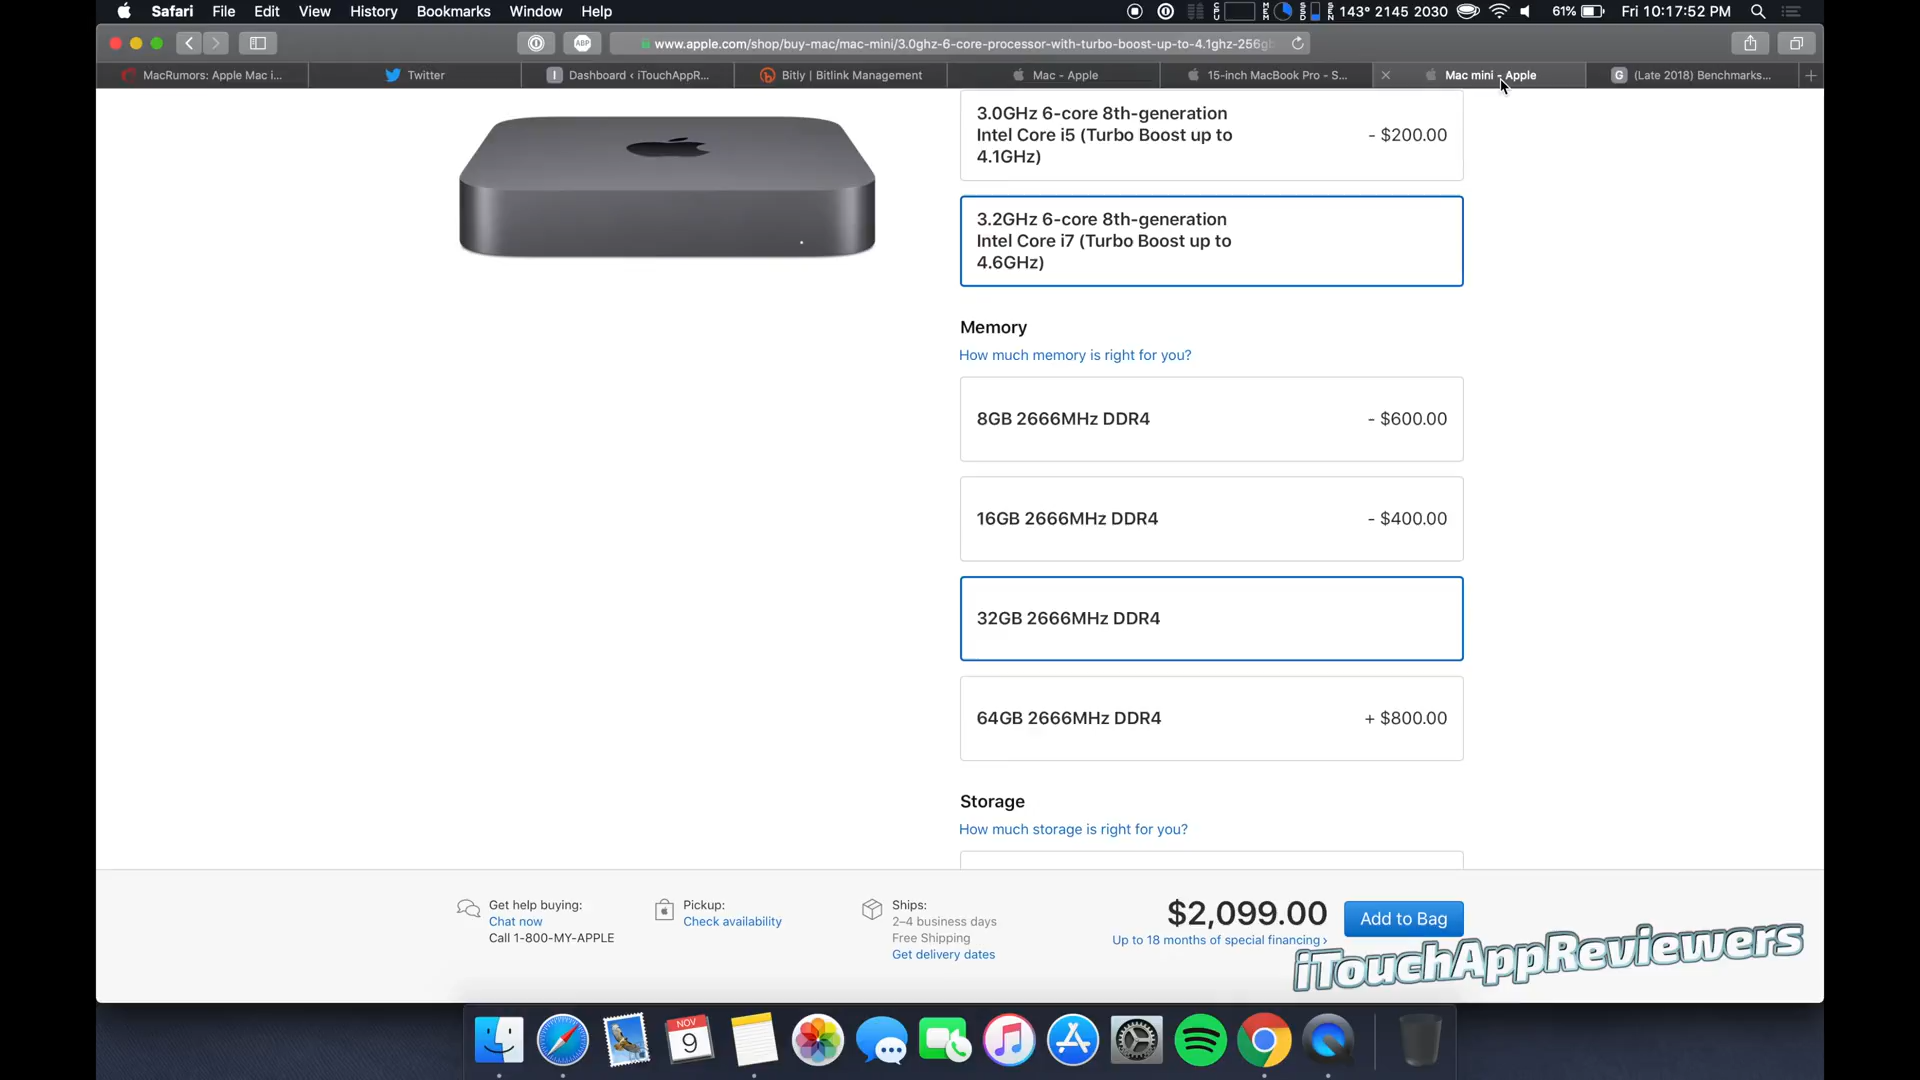 Safari File Edit View History Bookmarks Window Help
143° 2145 2030 61% Fri 10:17:52 PM
ABP
www.apple.com/shop/buy-mac/mac-mini/3.0ghz-6-core-processor-with-turbo-boost-up-to-4.1ghz-256g
MacRumors: Apple Mac i... Twitter Dashboard ‹ iTouchAppR... Bitly | Bitlink Management Mac - Apple 15-inch MacBook Pro - S... Mac mini - Apple G (Late 2018) Benchmarks...
3.0GHz 6-core 8th-generation
Intel Core i5 (Turbo Boost up to
4.1GHz)
- $200.00
3.2GHz 6-core 8th-generation
Intel Core i7 (Turbo Boost up to
4.6GHz)
Memory
How much memory is right for you?
8GB 2666MHz DDR4 - $600.00
16GB 2666MHz DDR4 - $400.00
32GB 2666MHz DDR4
64GB 2666MHz DDR4 + $800.00
Storage
How much storage is right for you?
Get help buying:
Chat now
Call 1-800-MY-APPLE
Pickup:
Check availability
Ships:
2–4 business days
Free Shipping
Get delivery dates
$2,099.00
Up to 18 months of special financing ›
Add to Bag
iTouchAppReviewers
NOV
9